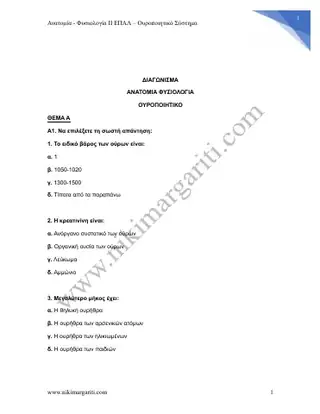 Ανατομία - Φυσιολογία ΙΙ ΕΠΑΛ – Ουροποιητικό Σύστημα
1
ΔΙΑΓΩΝΙΣΜΑ
ΑΝΑΤΟΜΙΑ ΦΥΣΙΟΛΟΓΙΑ
ΟΥΡΟΠΟΙΗΤΙΚΟ
ΘΕΜΑ Α
Α1. Να επιλέξετε τη σωστή απάντηση:
1. Το ειδικό βάρος των ούρων είναι:
α. 1
β. 1050-1020
γ. 1300-1500
δ. Τίποτα από τα παραπάνω
2. Η κρεατινίνη είναι:
α. Ανόργανο συστατικό των ούρων
β. Οργανική ουσία των ούρων
γ. Λεύκωμα
δ. Αμμώνιο
3. Μεγαλύτερο μήκος έχει:
α. Η θηλυκή ουρήθρα
β. Η ουρήθρα των αρσενικών ατόμων
γ. Η ουρήθρα των ηλικιωμένων
δ. Η ουρήθρα των παιδιών
www.nikimargariti.com
www.nikimargariti.com
1